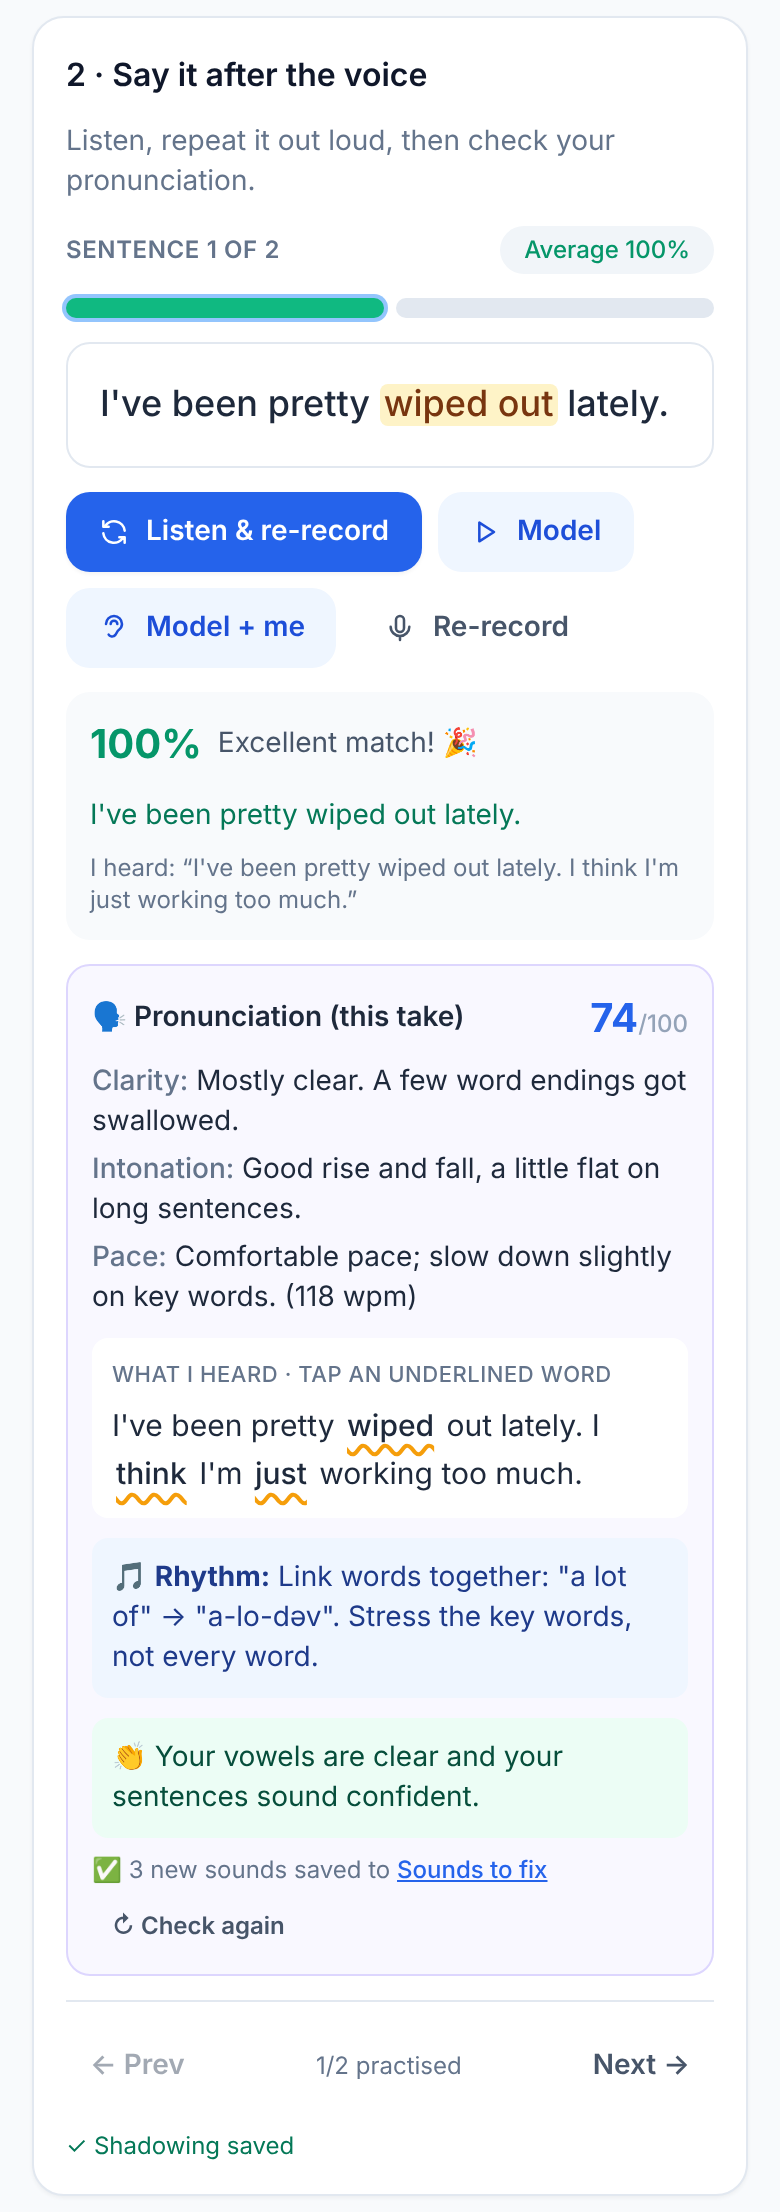 2 · Say it after the voice
Listen, repeat it out loud, then check your
pronunciation.
SENTENCE 1 OF 2
Average 100%
I've been pretty wiped out lately.
Listen & re-record
Model
Model + me
Re-record
100% Excellent match! 🎉
I've been pretty wiped out lately.
I heard: “I've been pretty wiped out lately. I think I'm
just working too much.”
🗣️ Pronunciation (this take)
74/100
Clarity: Mostly clear. A few word endings got
swallowed.
Intonation: Good rise and fall, a little flat on
long sentences.
Pace: Comfortable pace; slow down slightly
on key words. (118 wpm)
WHAT I HEARD · TAP AN UNDERLINED WORD
I've been pretty wiped out lately. I
think I'm just working too much.
🎵 Rhythm: Link words together: "a lot
of" → "a-lo-dəv". Stress the key words,
not every word.
👏 Your vowels are clear and your
sentences sound confident.
✅ 3 new sounds saved to Sounds to fix
↻ Check again
← Prev
1/2 practised
Next →
✓ Shadowing saved